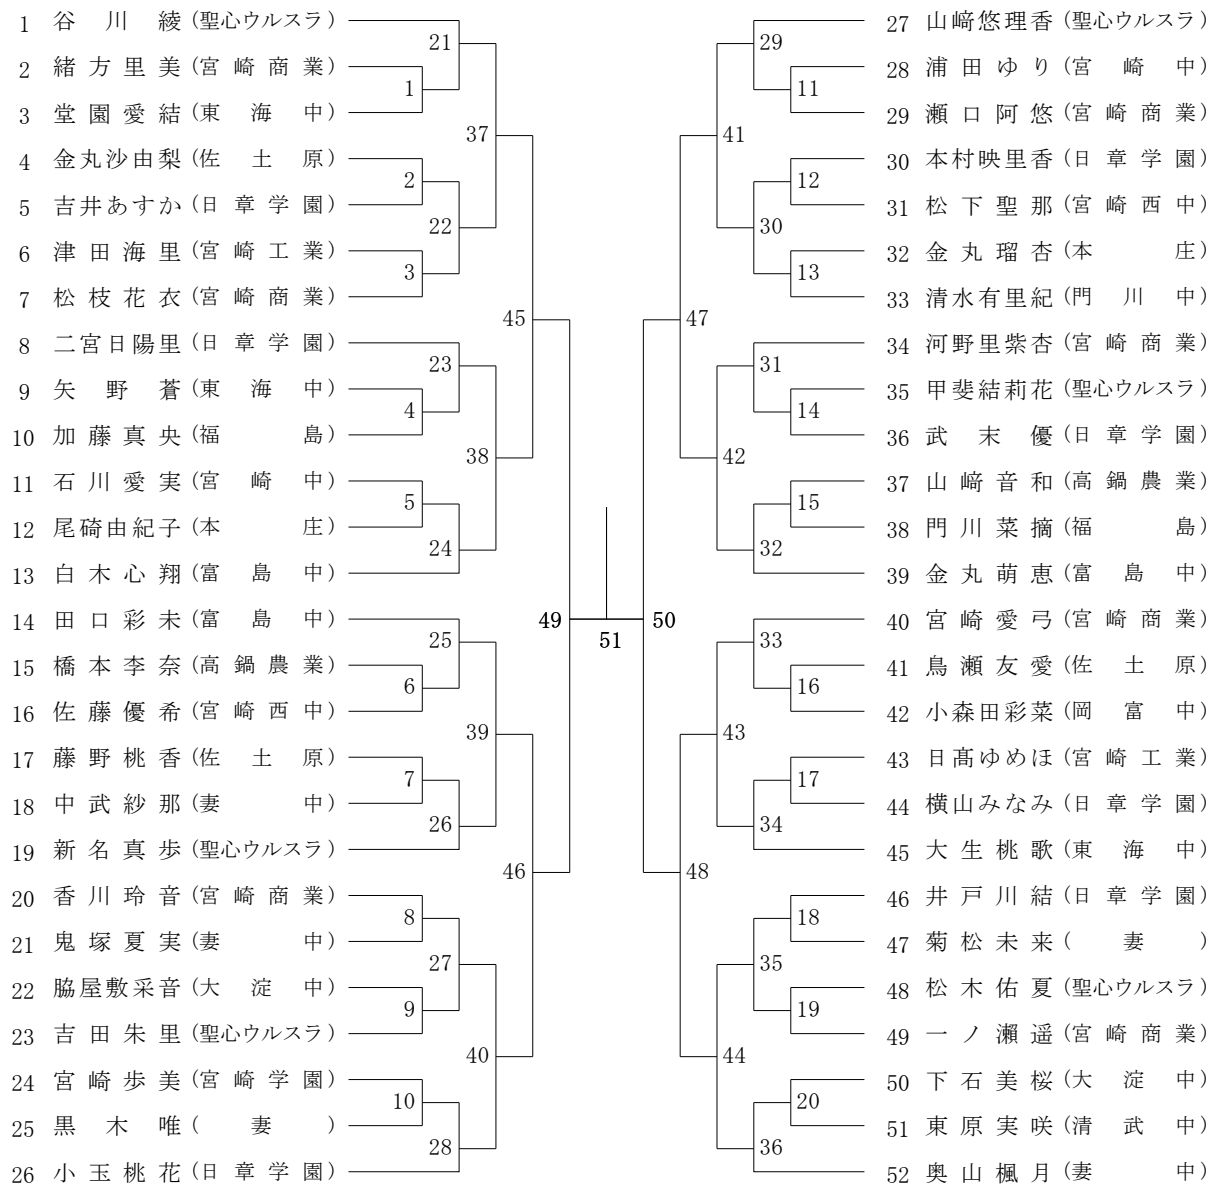 1 谷川綾(聖心ウルスラ)
2 緒方里美(宮崎商業)
3 堂園愛結(東海中)
4 金丸沙由梨(佐土原)
5 吉井あすか(日章学園)
6 津田海里(宮崎工業)
7 松枝花衣(宮崎商業)
8 二宮日陽里(日章学園)
9 矢野蒼(東海中)
10 加藤真央(福島)
11 石川愛実(宮崎中)
12 尾碕由紀子(本庄)
13 白木心翔(富島中)
14 田口彩未(富島中)
15 橋本李奈(高鍋農業)
16 佐藤優希(宮崎西中)
17 藤野桃香(佐土原)
18 中武紗那(妻中)
19 新名真歩(聖心ウルスラ)
20 香川玲音(宮崎商業)
21 鬼塚夏実(妻中)
22 脇屋敷采音(大淀中)
23 吉田朱里(聖心ウルスラ)
24 宮崎歩美(宮崎学園)
25 黒木唯(妻)
26 小玉桃花(日章学園)
21
1
37
2
22
3
45
23
4
38
5
24
49
25
6
39
7
26
46
8
27
9
40
10
28
51
50
29
11
41
12
30
13
47
31
14
42
15
32
33
16
43
17
34
48
18
35
19
44
20
36
27 山﨑悠理香(聖心ウルスラ)
28 浦田ゆり(宮崎中)
29 瀬口阿悠(宮崎商業)
30 本村映里香(日章学園)
31 松下聖那(宮崎西中)
32 金丸瑠杏(本庄)
33 清水有里紀(門川中)
34 河野里紫杏(宮崎商業)
35 甲斐結莉花(聖心ウルスラ)
36 武末優(日章学園)
37 山﨑音和(高鍋農業)
38 門川菜摘(福島)
39 金丸萌恵(富島中)
40 宮崎愛弓(宮崎商業)
41 鳥瀬友愛(佐土原)
42 小森田彩菜(岡富中)
43 日髙ゆめほ(宮崎工業)
44 横山みなみ(日章学園)
45 大生桃歌(東海中)
46 井戸川結(日章学園)
47 菊松未来(妻)
48 松木佑夏(聖心ウルスラ)
49 一ノ瀬遥(宮崎商業)
50 下石美桜(大淀中)
51 東原実咲(清武中)
52 奥山楓月(妻中)